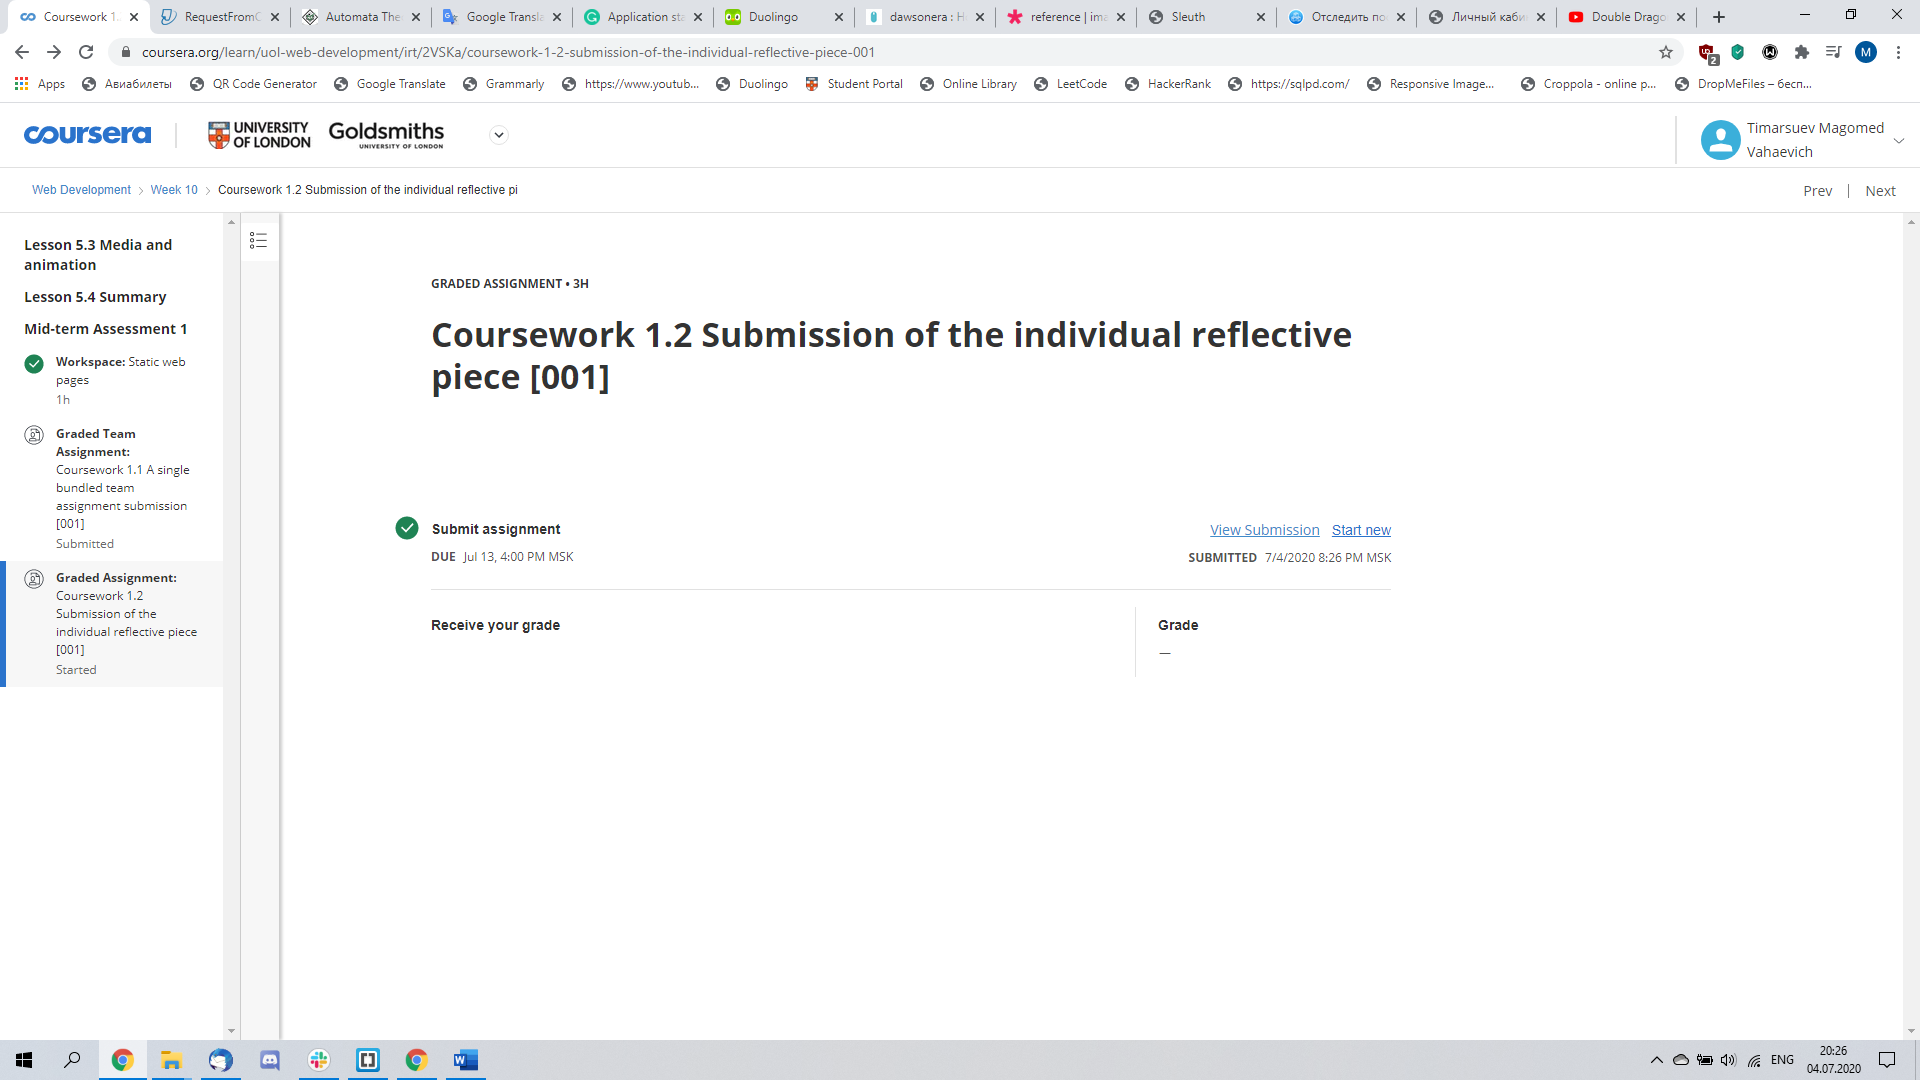 Coursework 1.
RequestFromC
Automata The
Google Transla
Application sta
Duolingo
dawsonera : H
reference | ima
Sleuth
Отследить по
Личный каби
Double Drago
coursera.org/learn/uol-web-development/irt/2VSKa/coursework-1-2-submission-of-the-individual-reflective-piece-001
2
M
Apps
Авиабилеты
QR Code Generator
Google Translate
Grammarly
https://www.youtub...
Duolingo
Student Portal
Online Library
LeetCode
HackerRank
https://sqlpd.com/
Responsive Image...
Croppola - online p...
DropMeFiles – бесп...
coursera
UNIVERSITY
OF LONDON
Goldsmiths
UNIVERSITY OF LONDON
Timarsuev Magomed
Vahaevich
Web Development
Week 10
Coursework 1.2 Submission of the individual reflective pi
Prev
Next
Lesson 5.3 Media and
animation
Lesson 5.4 Summary
Mid-term Assessment 1
Workspace: Static web
pages
1h
Graded Team
Assignment:
Coursework 1.1 A single
bundled team
assignment submission
[001]
Submitted
Graded Assignment:
Coursework 1.2
Submission of the
individual reflective piece
[001]
Started
GRADED ASSIGNMENT • 3H
Coursework 1.2 Submission of the individual reflective
piece [001]
Submit assignment
View Submission
Start new
DUE Jul 13, 4:00 PM MSK
SUBMITTED 7/4/2020 8:26 PM MSK
Receive your grade
Grade
—
ENG
20:26
04.07.2020